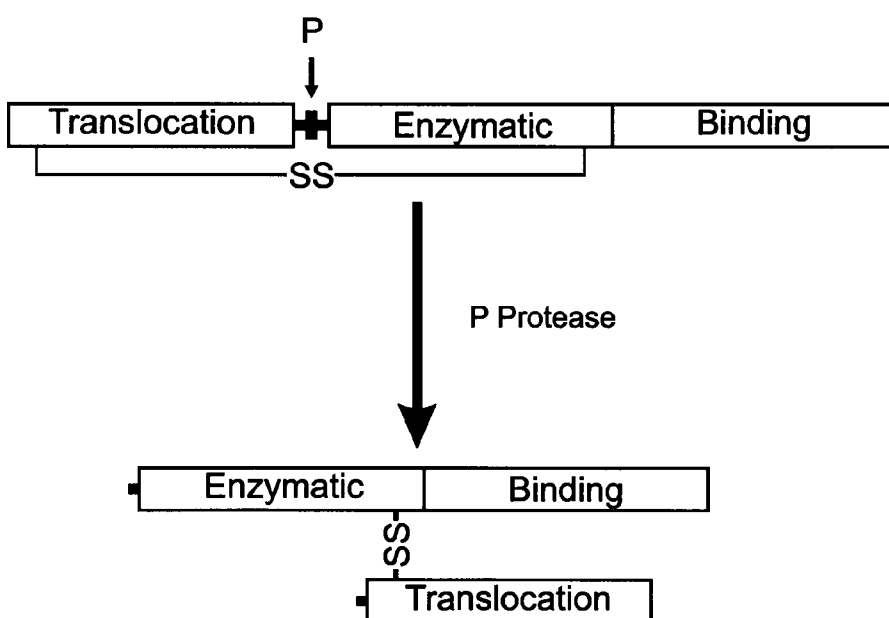 P
Translocation Enzymatic Binding
SS
P Protease
Enzymatic Binding
SS
Translocation